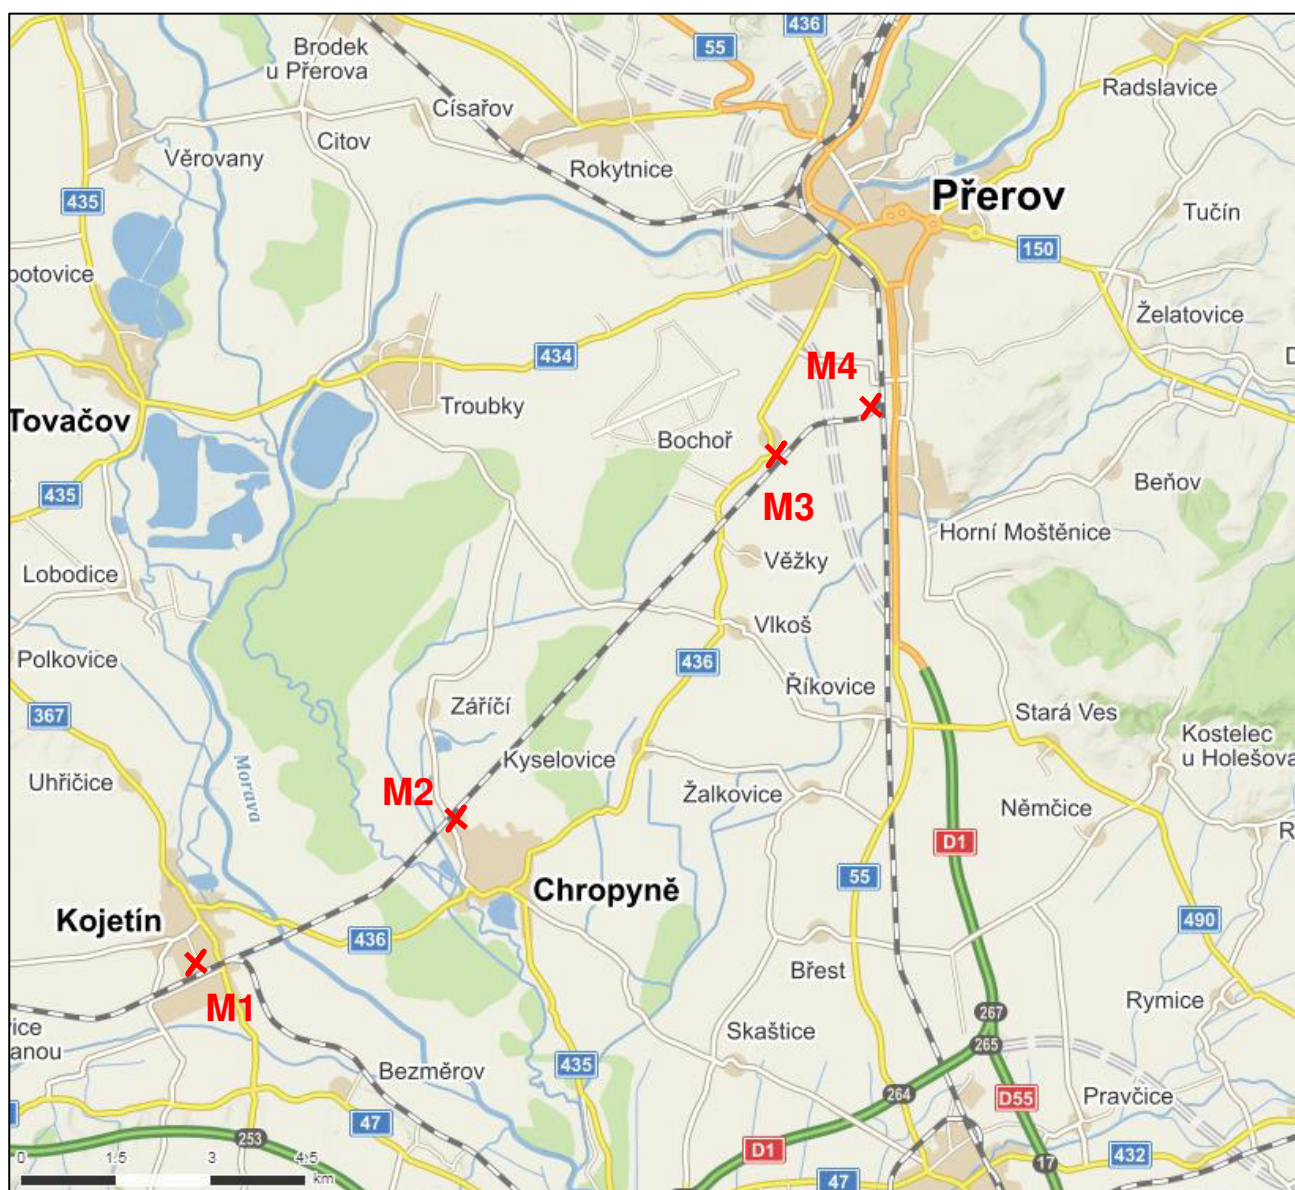 436
55
Brodek
u Přerova
Radslavice
Císařov
Citov
Věrovany
Rokytnice
435
Přerov
Tučín
150
potovice
Želatovice
434
M4
Troubky
Tovačov
Bochoř
Beňov
435
M3
Horní Moštěnice
Věžky
Lobodice
Vlkoš
Polkovice
436
Říkovice
367
Záříčí
Stará Ves
Kostelec
u Holešova
Kyselovice
Morava
Uhřičice
M2
Žalkovice
Němčice
R
D1
55
Chropyně
Kojetín
490
436
Břest
M1
Rymice
267
řice
anou
Skaštice
265
Bezměrov
435
264
D55
Pravčice
47
253
D1
432
17
0
1.5
3
4.5
km
47
D